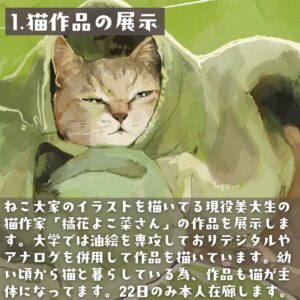 1.猫作品の展示
ねこ大家のイラストを描いてる現役美大生の
猫作家「橘花よこ菜さん」の作品を展示しま
す。大学では油絵を専攻しておりデジタルや
アナログを併用して作品を描いています。幼
い頃から猫と暮らしている為、作品も猫が主
体になってます。22日のみ本人在廊します。